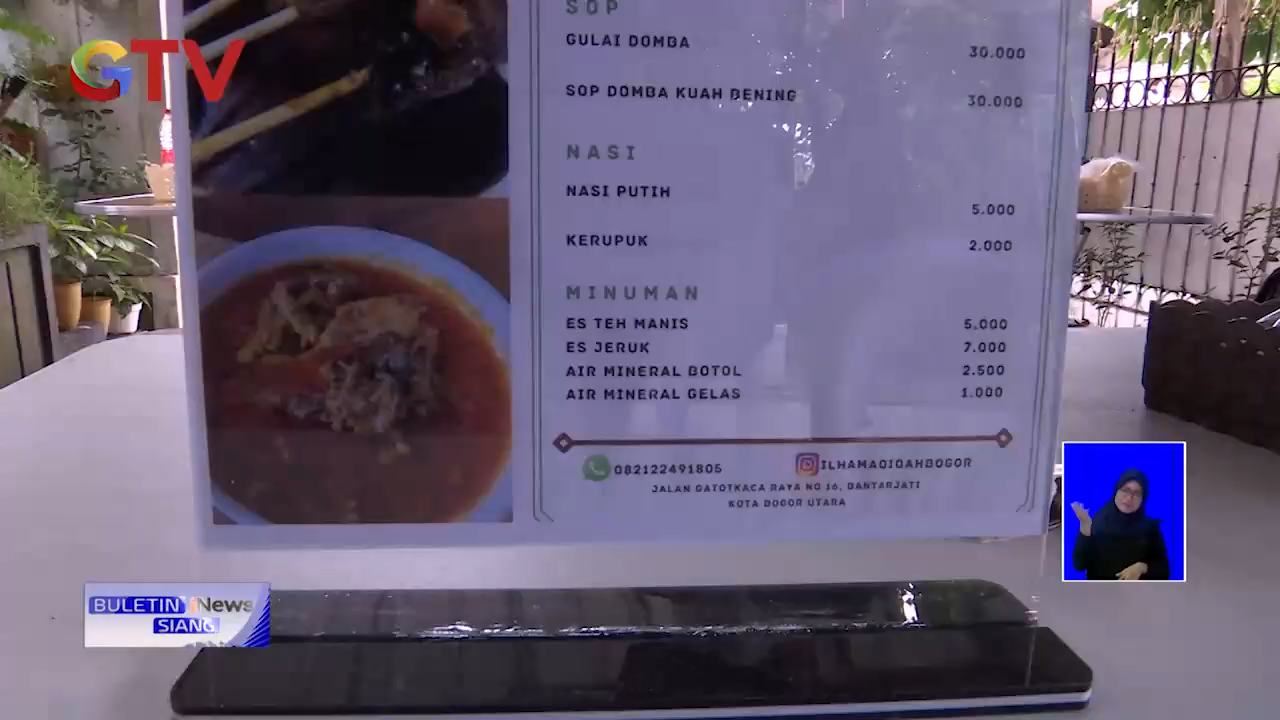 GTV
SOP
GULAI DOMBA 30.000
SOP DOMBA KUAH BENING 30.000
NASI
NASI PUTIH 5.000
KERUPUK 2.000
MINUMAN
ES TEH MANIS 5.000
ES JERUK 7.000
AIR MINERAL BOTOL 2.500
AIR MINERAL GELAS 1.000
082122491805 ILHAMAQIQAHBOGOR
JALAN GATOTKACA RAYA NO 16, BANTARJATI
KOTA BOGOR UTARA
BULETIN iNews
SIANG